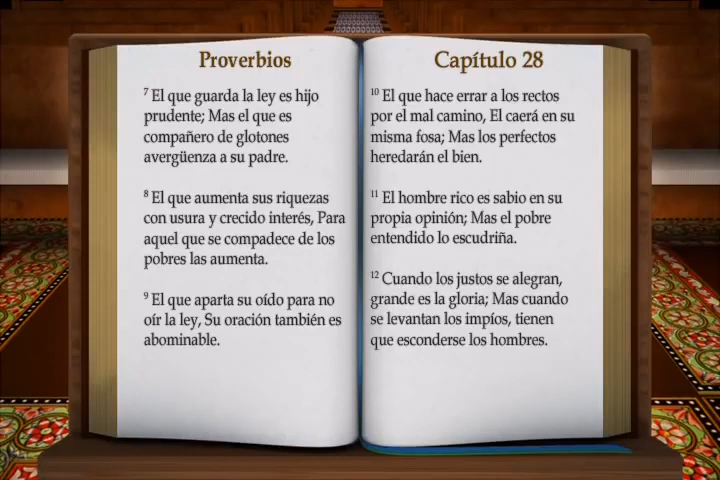 Proverbios
7 El que guarda la ley es hijo
prudente; Mas el que es
compañero de glotones
avergüenza a su padre.
8 El que aumenta sus riquezas
con usura y crecido interés, Para
aquel que se compadece de los
pobres las aumenta.
9 El que aparta su oído para no
oír la ley, Su oración también es
abominable.
Capítulo 28
10 El que hace errar a los rectos
por el mal camino, El caerá en su
misma fosa; Mas los perfectos
heredarán el bien.
11 El hombre rico es sabio en su
propia opinión; Mas el pobre
entendido lo escudriña.
12 Cuando los justos se alegran,
grande es la gloria; Mas cuando
se levantan los impíos, tienen
que esconderse los hombres.